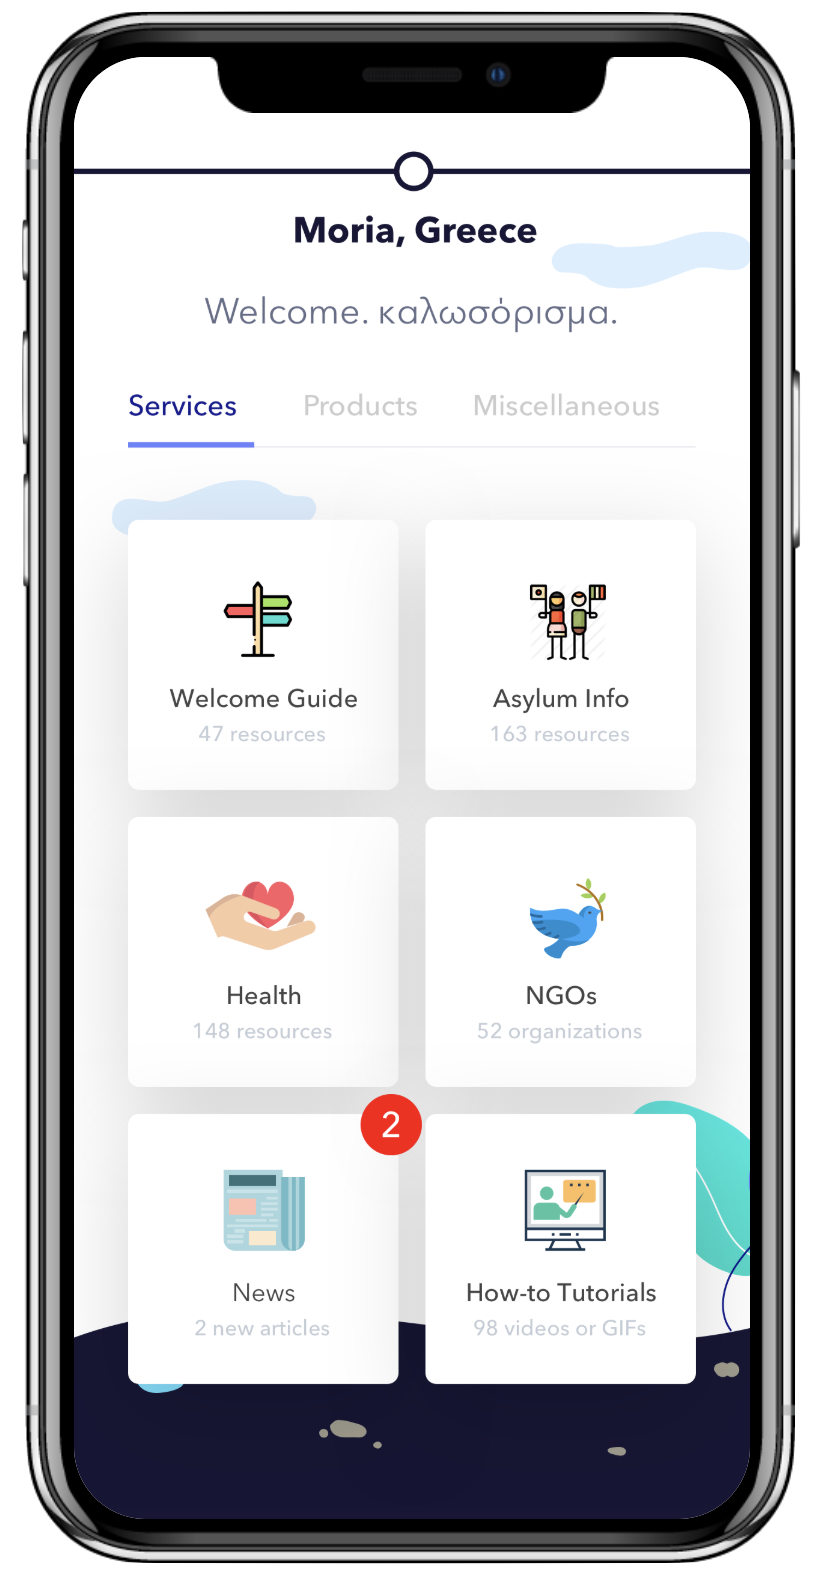 Moria, Greece
Welcome. καλωσόρισμα.
Services Products Miscellaneous
Welcome Guide Asylum Info
47 resources 163 resources
Health NGOs
148 resources 52 organizations
2
News How-to Tutorials
2 new articles 98 videos or GIFs